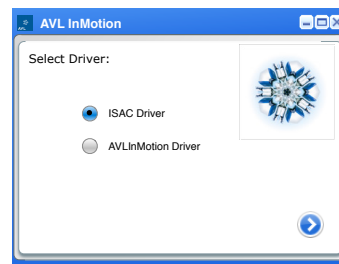 AVL InMotion
Select Driver:
ISAC Driver
AVLInMotion Driver